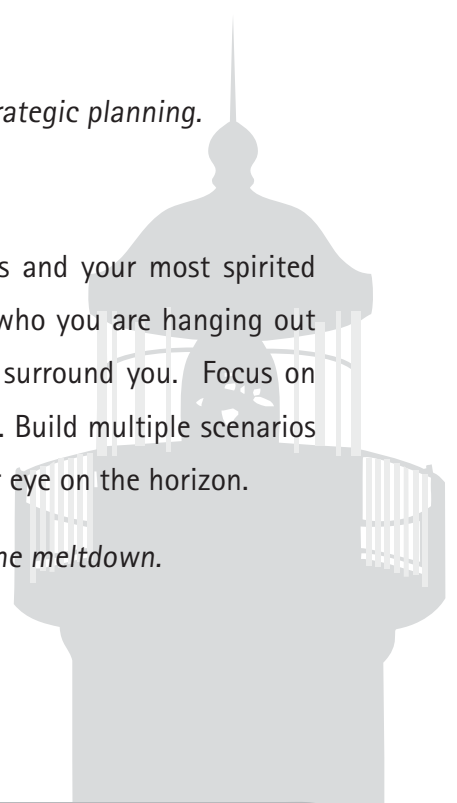 rategic planning.
s and your most spirited
who you are hanging out
surround you. Focus on
. Build multiple scenarios
r eye on the horizon.
he meltdown.